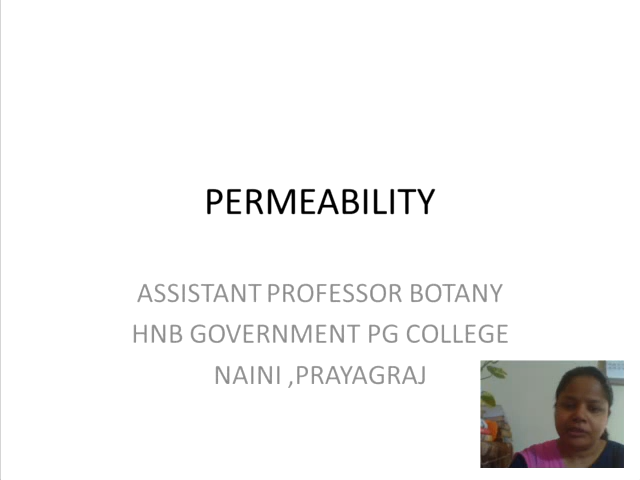 PERMEABILITY
ASSISTANT PROFESSOR BOTANY
HNB GOVERNMENT PG COLLEGE
NAINI ,PRAYAGRAJ